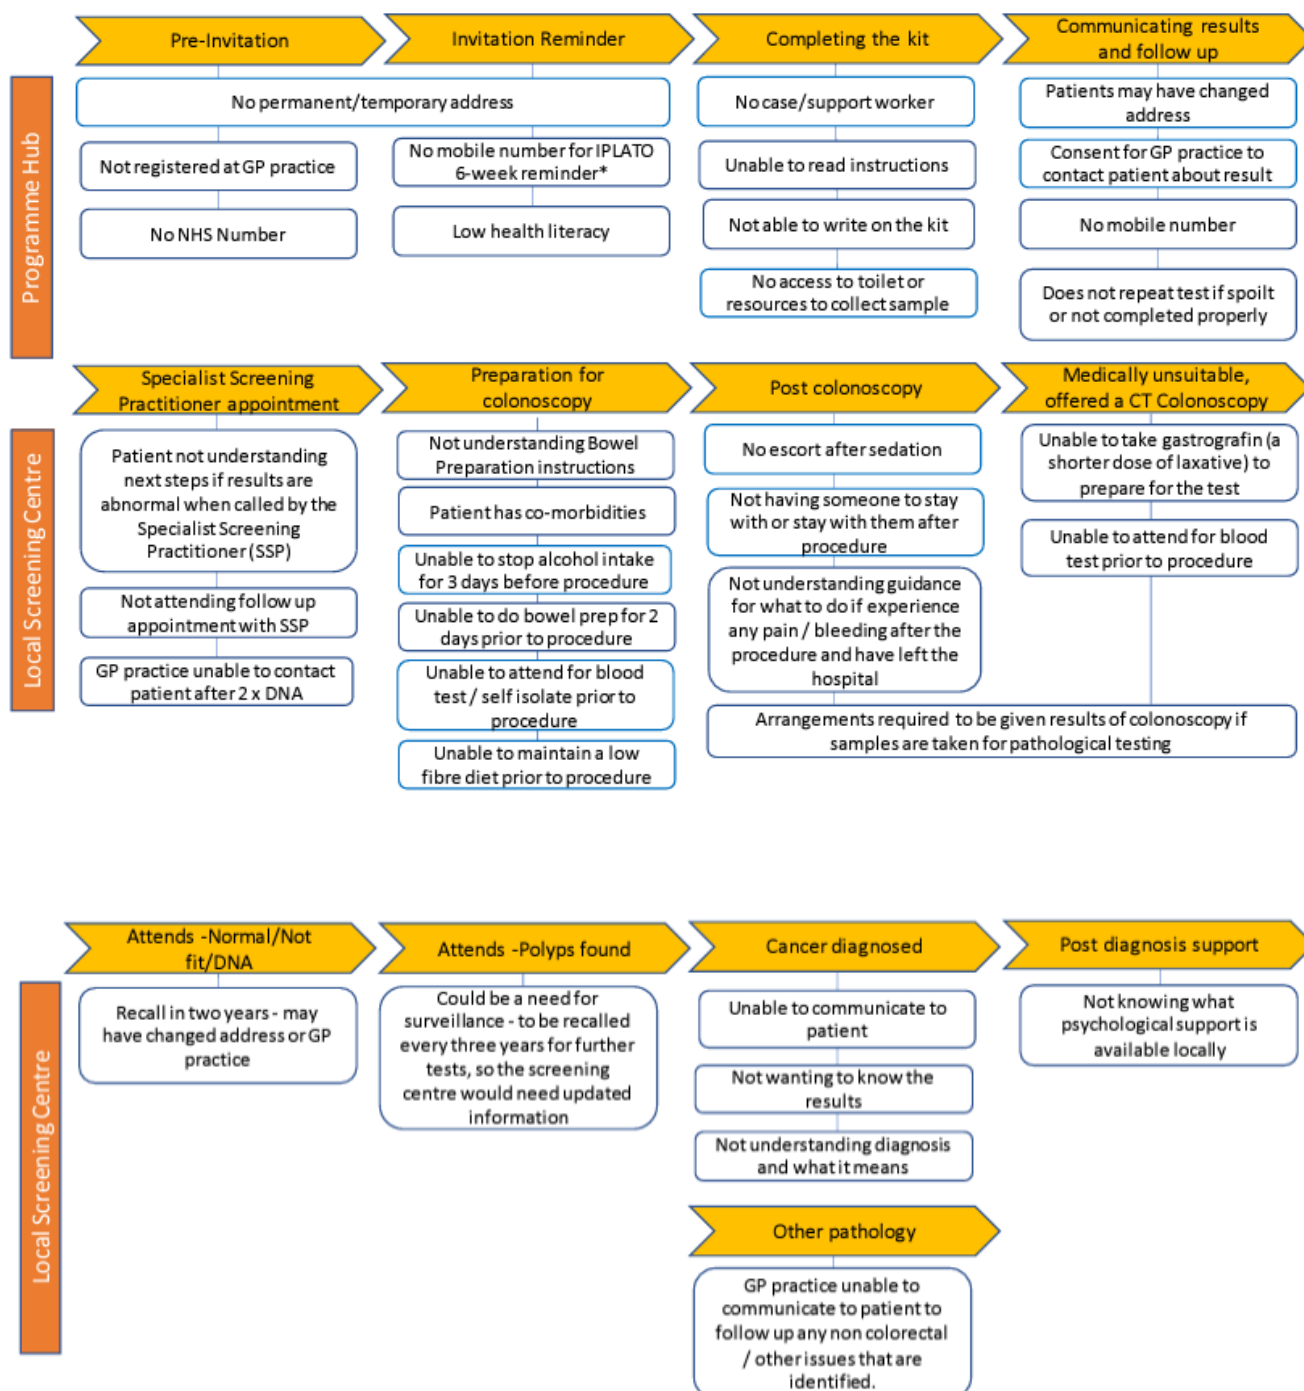 Pre-Invitation
Invitation Reminder
Completing the kit
Communicating results
and follow up
Programme Hub
No permanent/temporary address
Not registered at GP practice
No NHS Number
No mobile number for IPLATO
6-week reminder*
Low health literacy
No case/support worker
Unable to read instructions
Not able to write on the kit
No access to toilet or
resources to collect sample
Patients may have changed
address
Consent for GP practice to
contact patient about result
No mobile number
Does not repeat test if spoilt
or not completed properly
Specialist Screening
Practitioner appointment
Preparation for
colonoscopy
Post colonoscopy
Medically unsuitable,
offered a CT Colonoscopy
Local Screening Centre
Patient not understanding
next steps if results are
abnormal when called by the
Specialist Screening
Practitioner (SSP)
Not attending follow up
appointment with SSP
GP practice unable to contact
patient after 2 x DNA
Not understanding Bowel
Preparation instructions
Patient has co-morbidities
Unable to stop alcohol intake
for 3 days before procedure
Unable to do bowel prep for 2
days prior to procedure
Unable to attend for blood
test / self isolate prior to
procedure
Unable to maintain a low
fibre diet prior to procedure
No escort after sedation
Not having someone to stay
with or stay with them after
procedure
Not understanding guidance
for what to do if experience
any pain / bleeding after the
procedure and have left the
hospital
Unable to take gastrografin (a
shorter dose of laxative) to
prepare for the test
Unable to attend for blood
test prior to procedure
Arrangements required to be given results of colonoscopy if
samples are taken for pathological testing
Attends -Normal/Not
fit/DNA
Attends -Polyps found
Cancer diagnosed
Post diagnosis support
Local Screening Centre
Recall in two years - may
have changed address or GP
practice
Could be a need for
surveillance - to be recalled
every three years for further
tests, so the screening
centre would need updated
information
Unable to communicate to
patient
Not wanting to know the
results
Not understanding diagnosis
and what it means
Not knowing what
psychological support is
available locally
Other pathology
GP practice unable to
communicate to patient to
follow up any non colorectal
/ other issues that are
identified.